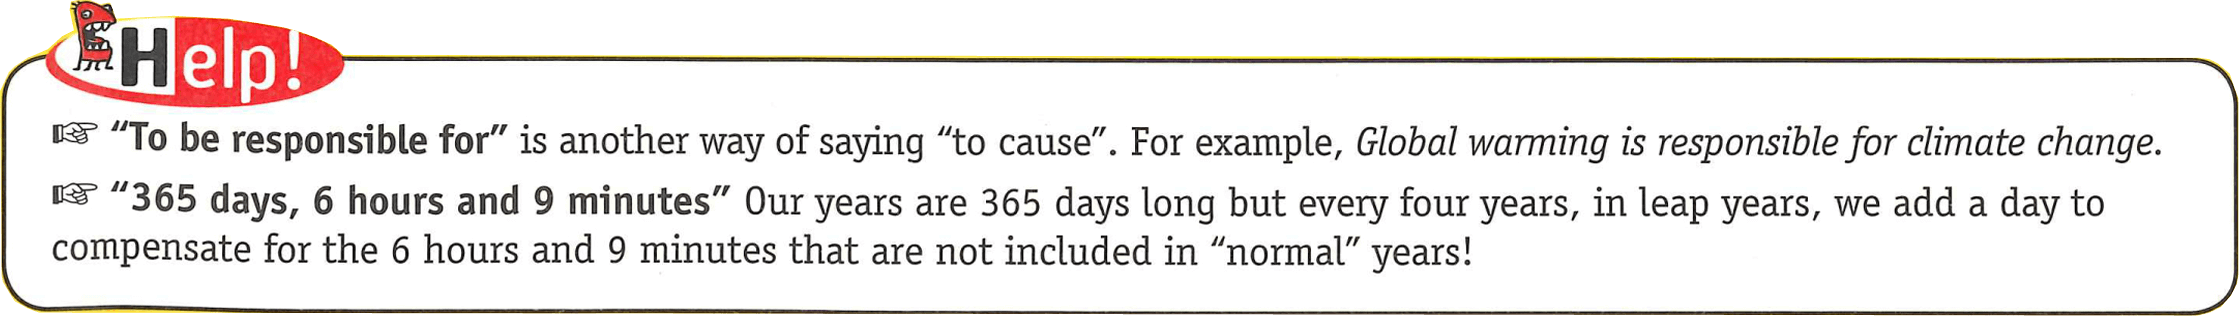 Help!
☞ “To be responsible for” is another way of saying “to cause”. For example, Global warming is responsible for climate change.
☞ “365 days, 6 hours and 9 minutes” Our years are 365 days long but every four years, in leap years, we add a day to
compensate for the 6 hours and 9 minutes that are not included in “normal” years!